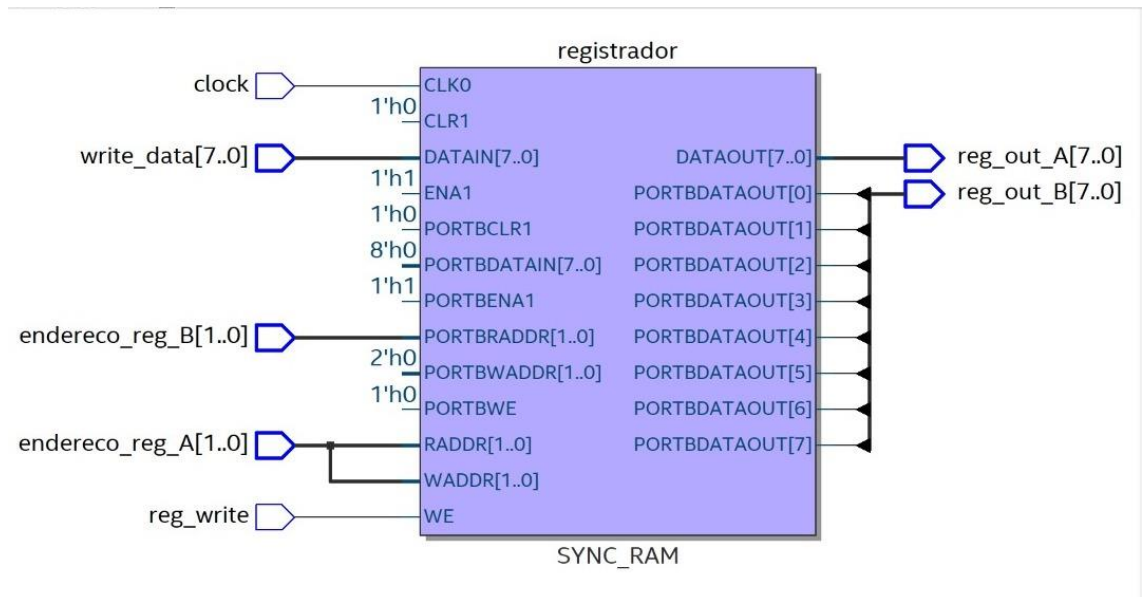 registrador
clock
CLK0
1'h0
CLR1
write_data[7..0]
DATAIN[7..0]
DATAOUT[7..0]
reg_out_A[7..0]
1'h1
ENA1
PORTBDATAOUT[0]
reg_out_B[7..0]
1'h0
PORTBCLR1
PORTBDATAOUT[1]
8'h0
PORTBDATAIN[7..0]
PORTBDATAOUT[2]
1'h1
PORTBENA1
PORTBDATAOUT[3]
endereco_reg_B[1..0]
PORTBRADDR[1..0]
PORTBDATAOUT[4]
2'h0
PORTBWADDR[1..0]
PORTBDATAOUT[5]
1'h0
PORTBWE
PORTBDATAOUT[6]
endereco_reg_A[1..0]
RADDR[1..0]
PORTBDATAOUT[7]
WADDR[1..0]
reg_write
WE
SYNC_RAM